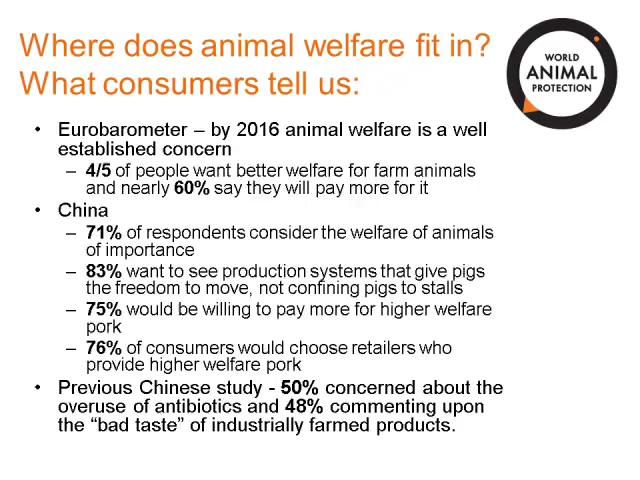 Where does animal welfare fit in?
What consumers tell us:
WORLD
ANIMAL
PROTECTION
• Eurobarometer – by 2016 animal welfare is a well
established concern
– 4/5 of people want better welfare for farm animals
and nearly 60% say they will pay more for it
• China
– 71% of respondents consider the welfare of animals
of importance
– 83% want to see production systems that give pigs
the freedom to move, not confining pigs to stalls
– 75% would be willing to pay more for higher welfare
pork
– 76% of consumers would choose retailers who
provide higher welfare pork
• Previous Chinese study - 50% concerned about the
overuse of antibiotics and 48% commenting upon
the “bad taste” of industrially farmed products.